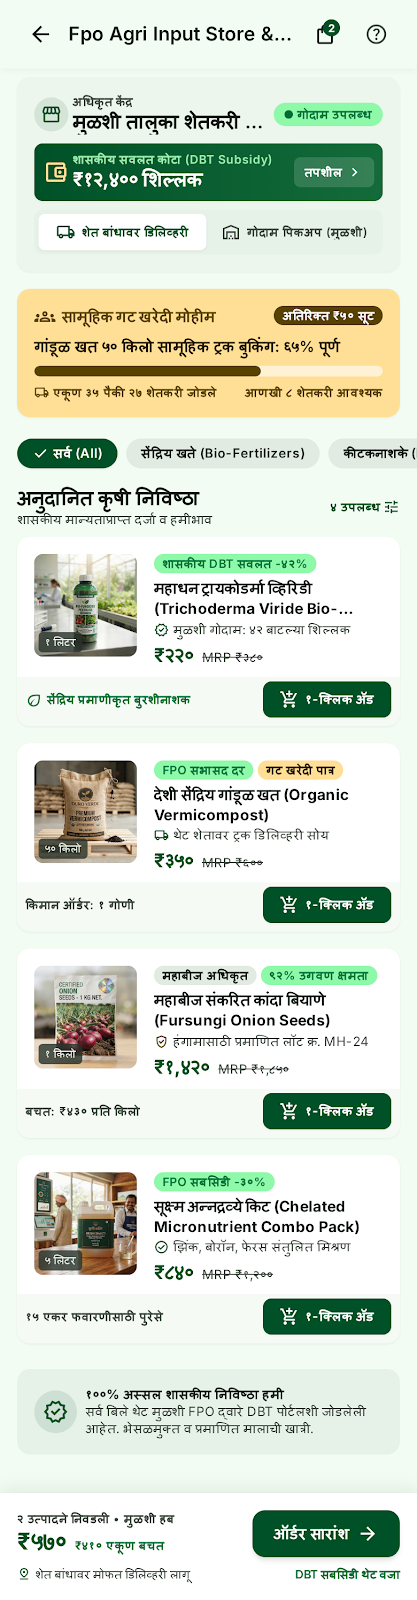 Fpo Agri Input Store &...
2
अधिकृत केंद्र
मुळशी तालुका शेतकरी ...
गोदाम उपलब्ध
शासकीय सवलत कोटा (DBT Subsidy)
₹१२,४०० शिल्लक
तपशील
शेत बांधावर डिलिव्हरी
गोदाम पिकअप (मुळशी)
सामूहिक गट खरेदी मोहीम
अतिरिक्त ₹५० सूट
गांडूळ खत ५० किलो सामूहिक ट्रक बुकिंग: ६५% पूर्ण
एकूण ३५ पैकी २७ शेतकरी जोडले
आणखी ८ शेतकरी आवश्यक
सर्व (All)
सेंद्रिय खते (Bio-Fertilizers)
कीटकनाशके (
अनुदानित कृषी निविष्ठा
शासकीय मान्यताप्राप्त दर्जा व हमीभाव
४ उपलब्ध
शासकीय DBT सवलत -४२%
महाधन ट्रायकोडर्मा व्हिरिडी
(Trichoderma Viride Bio-...
मुळशी गोदाम: ४२ बाटल्या शिल्लक
१ लिटर
₹२२० MRP ₹३८०
सेंद्रिय प्रमाणीकृत बुरशीनाशक
१-क्लिक ॲड
FPO सभासद दर
गट खरेदी पात्र
देशी सेंद्रिय गांडूळ खत (Organic
Vermicompost)
थेट शेतावर ट्रक डिलिव्हरी सोय
PREMIUM
VERMICOMPOST
५० किलो
₹३५० MRP ₹६००
किमान ऑर्डर: १ गोणी
१-क्लिक ॲड
महाबीज अधिकृत
९२% उगवण क्षमता
महाबीज संकरित कांदा बियाणे
(Fursungi Onion Seeds)
हंगामासाठी प्रमाणित लॉट क्र. MH-24
CERTIFIED
ONION
SEEDS - 1 KG NET.
१ किलो
₹१,४२० MRP ₹१,८५०
बचत: ₹४३० प्रति किलो
१-क्लिक ॲड
FPO सबसिडी -३०%
सूक्ष्म अन्नद्रव्ये किट (Chelated
Micronutrient Combo Pack)
झिंक, बोरॉन, फेरस संतुलित मिश्रण
५ लिटर
₹८४० MRP ₹१,२००
१५ एकर फवारणीसाठी पुरेसे
१-क्लिक ॲड
१००% अस्सल शासकीय निविष्ठा हमी
सर्व बिले थेट मुळशी FPO द्वारे DBT पोर्टलशी जोडलेली
आहेत. भेसळमुक्त व प्रमाणित मालाची खात्री.
२ उत्पादने निवडली • मुळशी हब
₹५७० ₹४१० एकूण बचत
ऑर्डर सारांश
शेत बांधावर मोफत डिलिव्हरी लागू
DBT सबसिडी थेट वजा